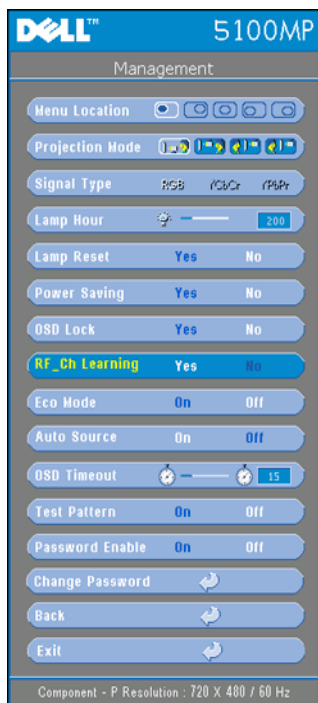 DELL™ 5100MP
Management
Menu Location
Projection Mode
Signal Type RGB YCbCr YPbPr
Lamp Hour 200
Lamp Reset Yes No
Power Saving Yes No
OSD Lock Yes No
RF_Ch Learning Yes No
Eco Mode On Off
Auto Source On Off
OSD Timeout 15
Test Pattern On Off
Password Enable On Off
Change Password
Back
Exit
Component - P Resolution : 720 X 480 / 60 Hz